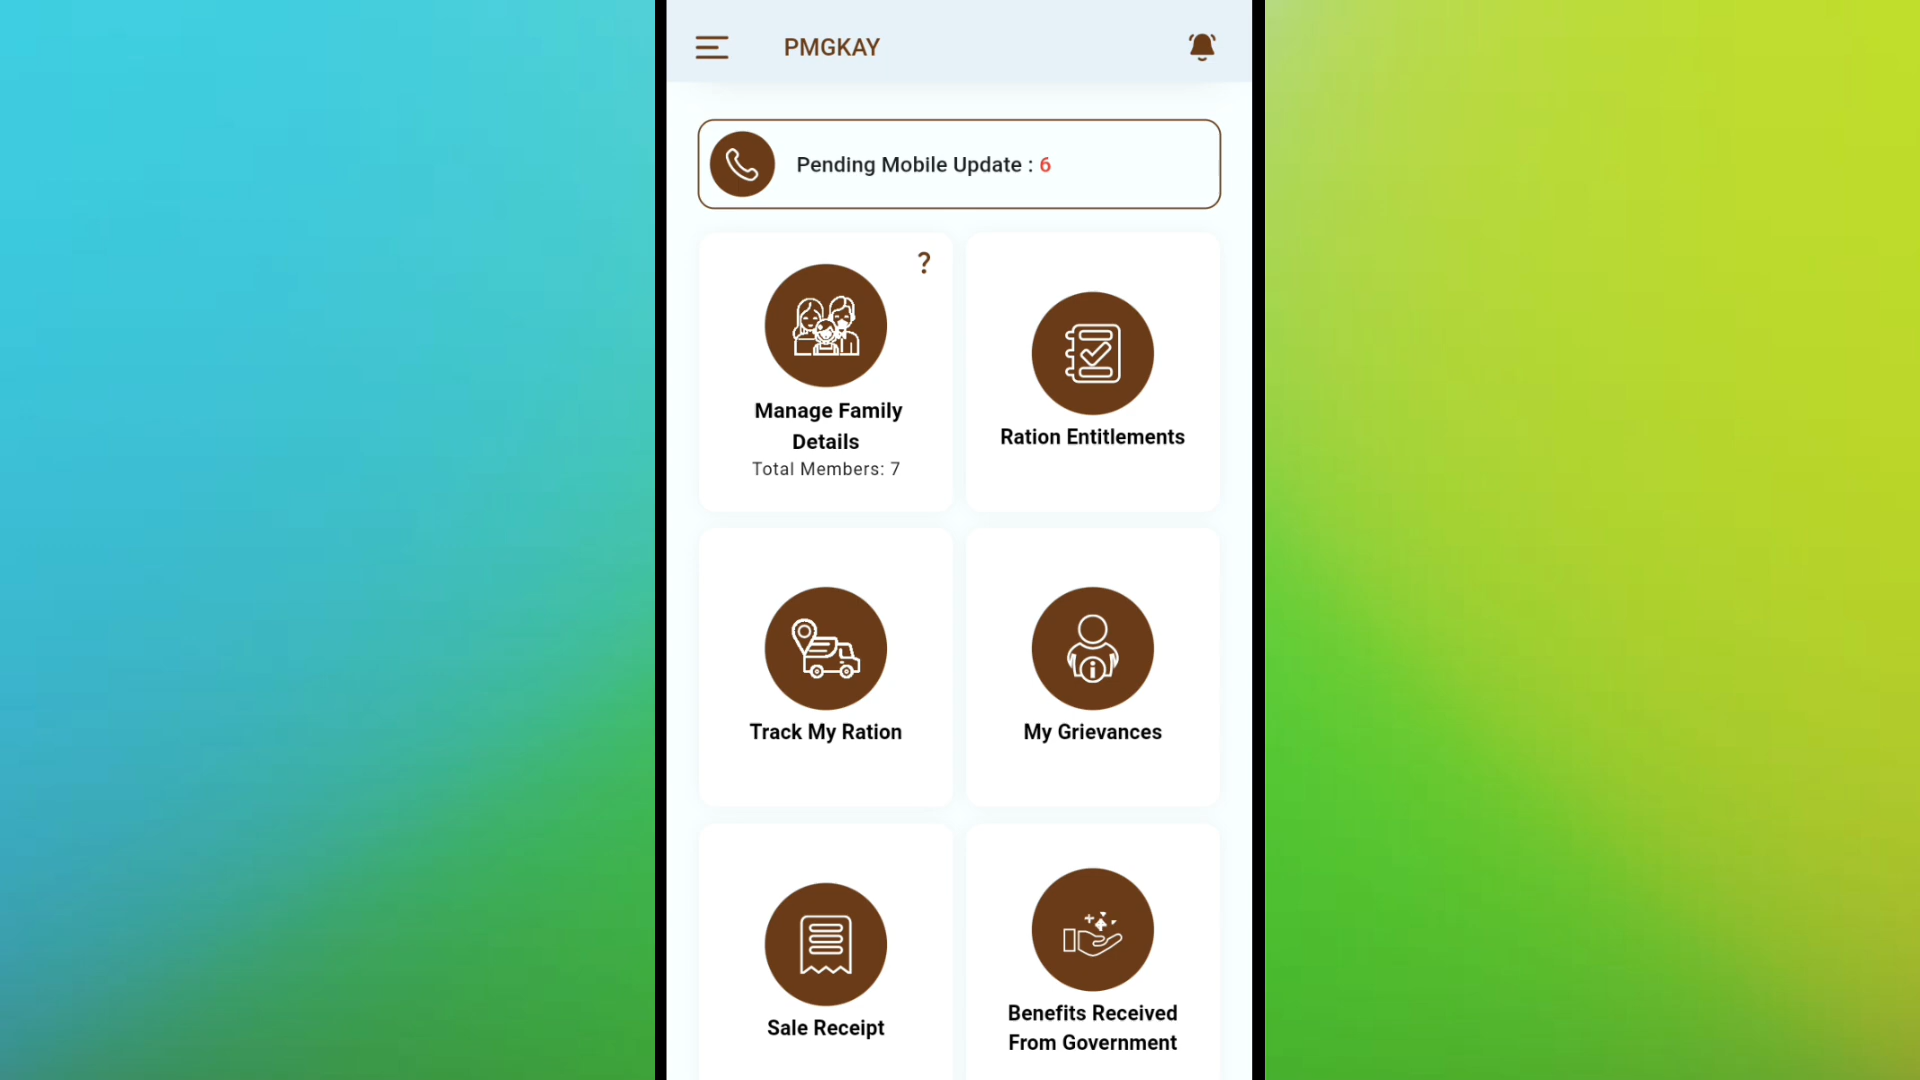 PMGKAY
Pending Mobile Update : 6
?
Manage Family
Details
Total Members: 7
Ration Entitlements
Track My Ration
My Grievances
Sale Receipt
Benefits Received
From Government